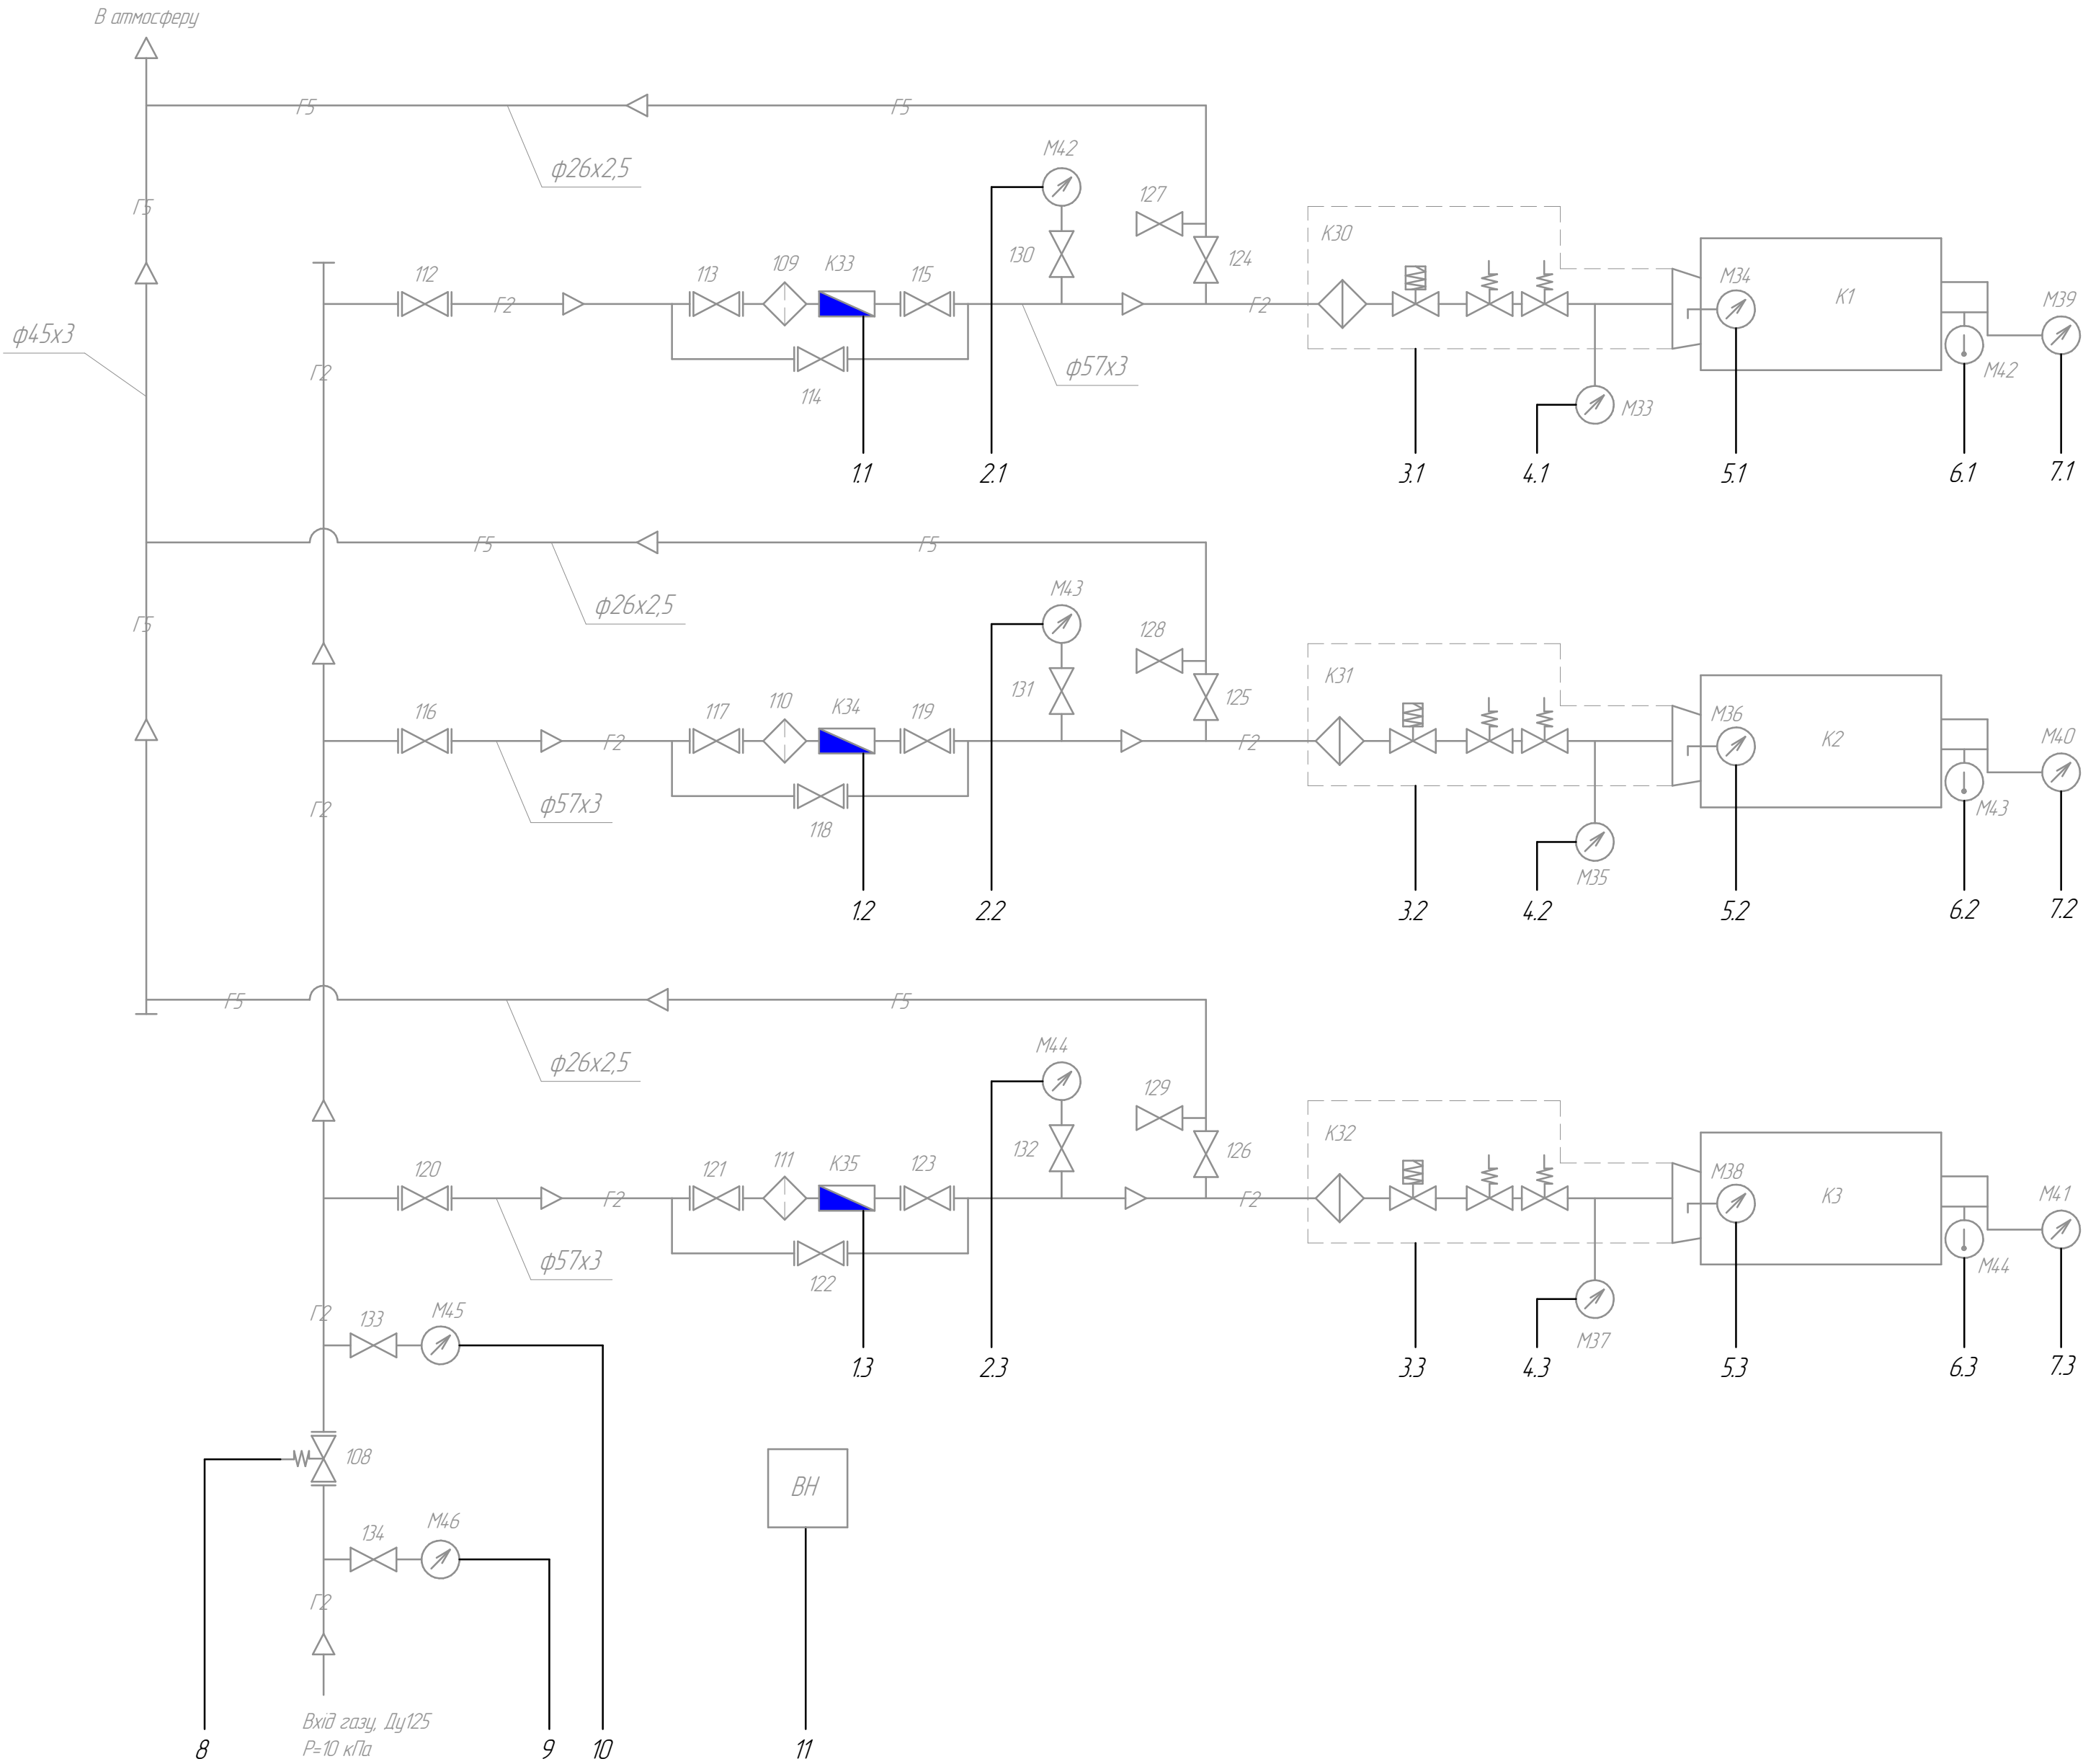 В атмосферу
Г5
Г5
ф26х2,5
М42
Г5
127
К30
112
113
109
К33
115
130
124
М34
К1
М39
Г2
Г2
Г2
ф45х3
Г2
114
ф57х3
М33
М42
1.1
2.1
3.1
4.1
5.1
6.1
7.1
Г5
Г5
ф26х2,5
М43
Г5
128
К31
116
117
110
К34
119
131
125
М36
К2
М40
Г2
Г2
Г2
ф57х3
118
М35
М43
1.2
2.2
3.2
4.2
5.2
6.2
7.2
Г5
Г5
ф26х2,5
М44
129
К32
120
121
111
К35
123
132
126
М38
К3
М41
Г2
Г2
ф57х3
122
М37
М44
Г2
133
М45
1.3
2.3
3.3
4.3
5.3
6.3
7.3
108
ВН
134
М46
Г2
Вхід газу, Ду125
Р=10 кПа
8
9
10
11